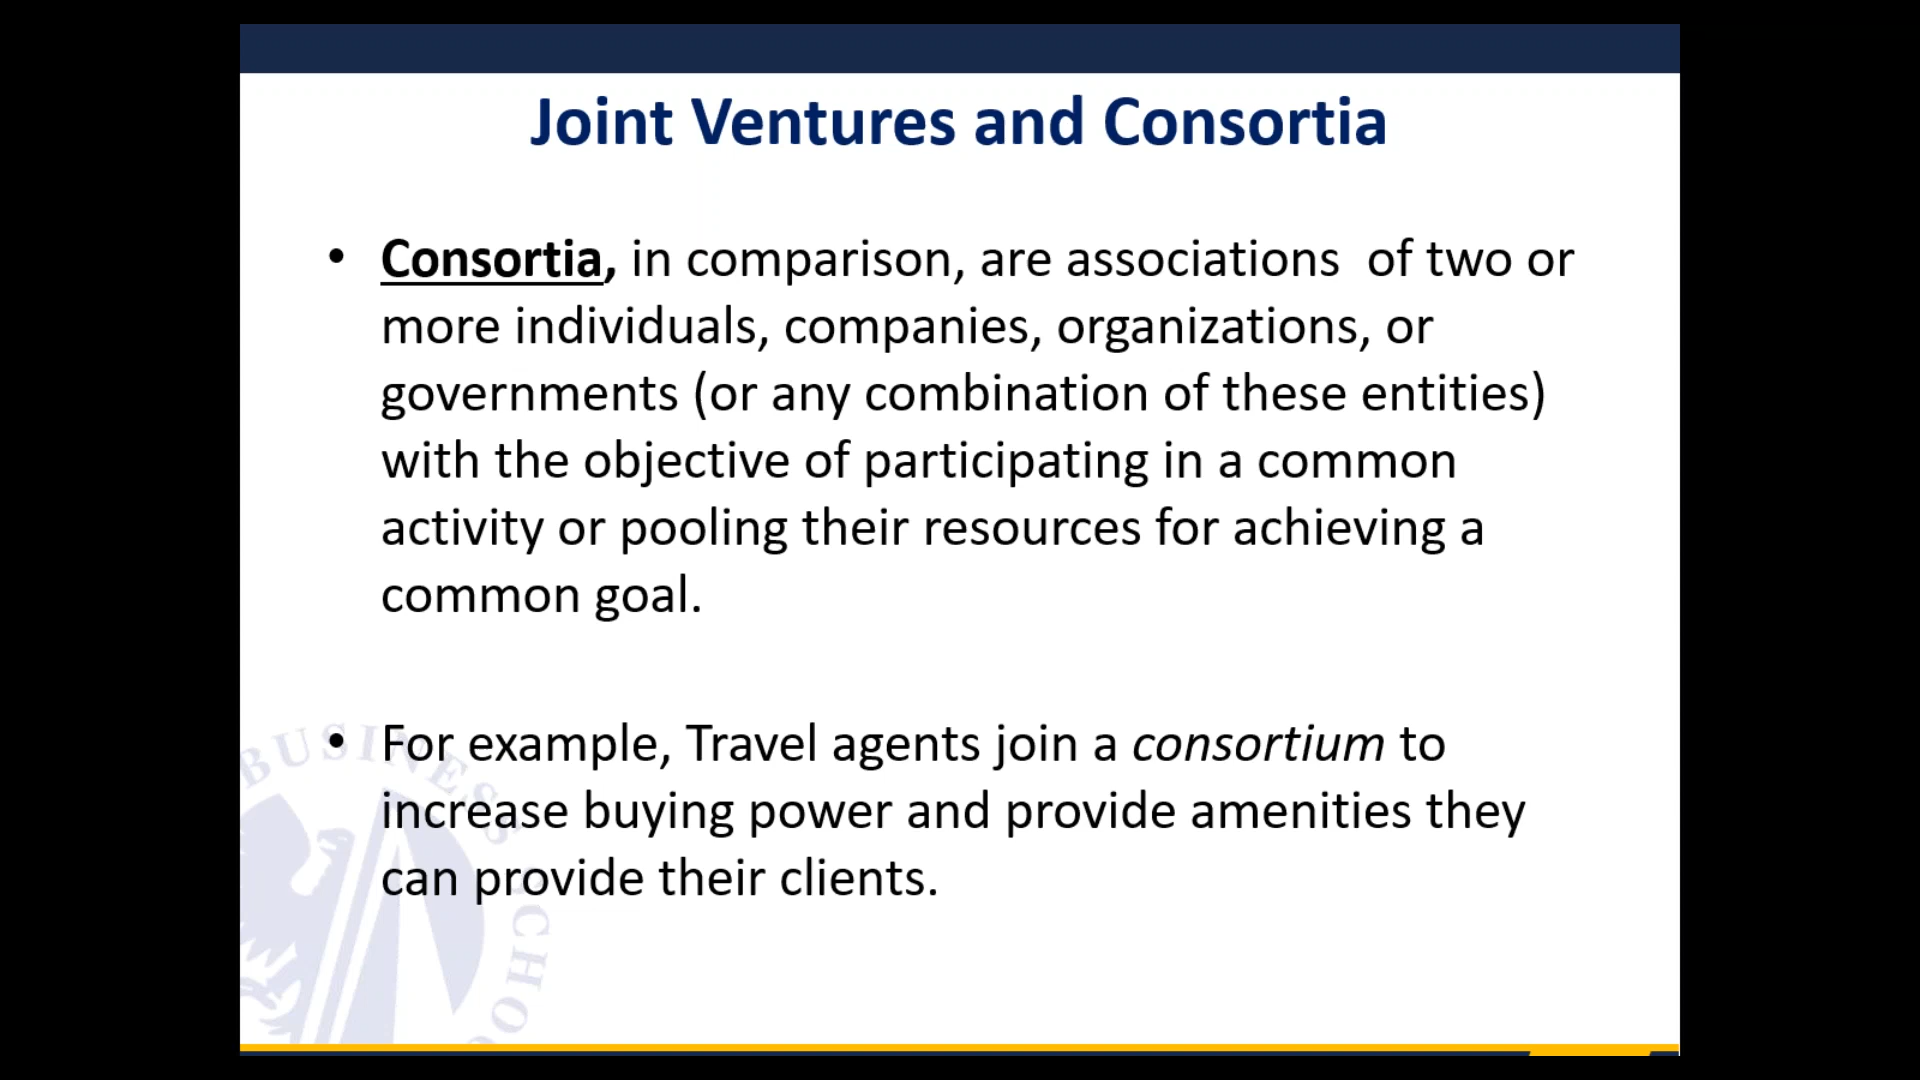 Joint Ventures and Consortia
• Consortia, in comparison, are associations of two or
more individuals, companies, organizations, or
governments (or any combination of these entities)
with the objective of participating in a common
activity or pooling their resources for achieving a
common goal.
• For example, Travel agents join a consortium to
increase buying power and provide amenities they
can provide their clients.
BUSINESS SCHO